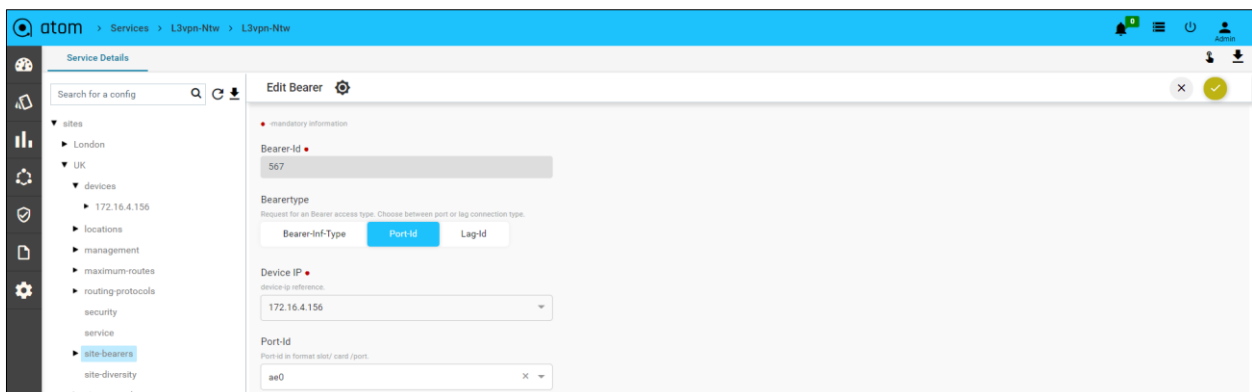 atom > Services > L3vpn-Ntw > L3vpn-Ntw
0
Admin
Service Details
Search for a config
Edit Bearer
sites
London
UK
devices
172.16.4.156
locations
management
maximum-routes
routing-protocols
security
service
site-bearers
site-diversity
-mandatory information
Bearer-Id
567
Bearertype
Request for an Bearer access type. Choose between port or lag connection type.
Bearer-Inf-Type Port-Id Lag-Id
Device IP
device-ip reference.
172.16.4.156
Port-Id
Port-id in format slot/ card /port.
ae0